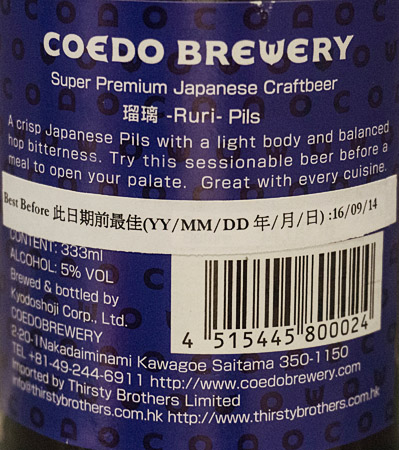 COEDO BREWERY
Super Premium Japanese Craftbeer
瑠璃 -Ruri- Pils
A crisp Japanese Pils with a light body and balanced
hop bitterness. Try this sessionable beer before a
meal to open your palate. Great with every cuisine.
Best Before 此日期前最佳(YY/MM/DD 年/月/日) :16/09/14
CONTENT: 333ml
ALCOHOL: 5% VOL
Brewed & bottled by
Kyodoshoji Corp., Ltd.
COEDOBREWERY
2-20-1Nakadaiminami Kawagoe Saitama 350-1150
TEL +81-49-244-6911 http://www.coedobrewery.com
Imported by Thirsty Brothers Limited
info@thirstybrothers.com.hk http://www.thirstybrothers.com.hk
4 515445 800024